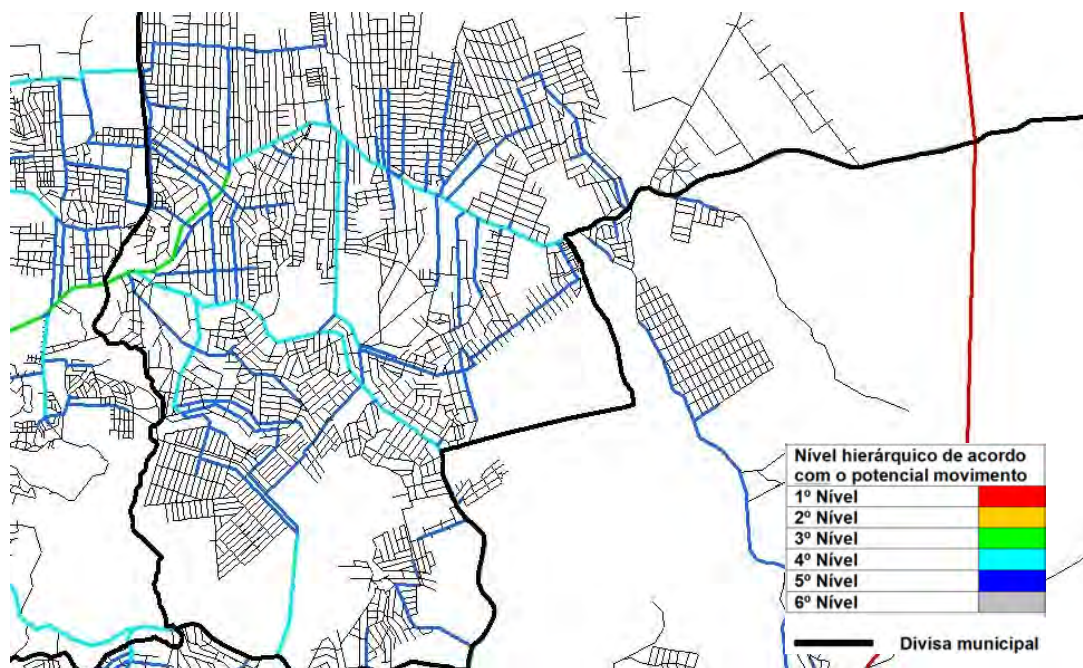 Nível hierárquico de acordo
com o potencial movimento
1º Nível
2º Nível
3º Nível
4º Nível
5º Nível
6º Nível
Divisa municipal